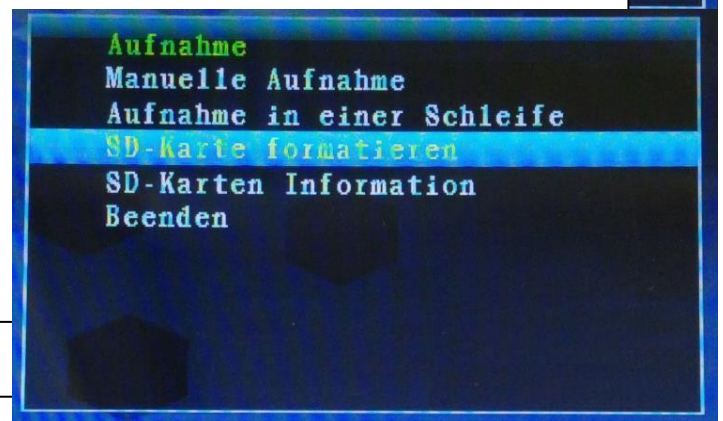 Aufnahme
Manuelle Aufnahme
Aufnahme in einer Schleife
SD-Karte formatieren
SD-Karten Information
Beenden